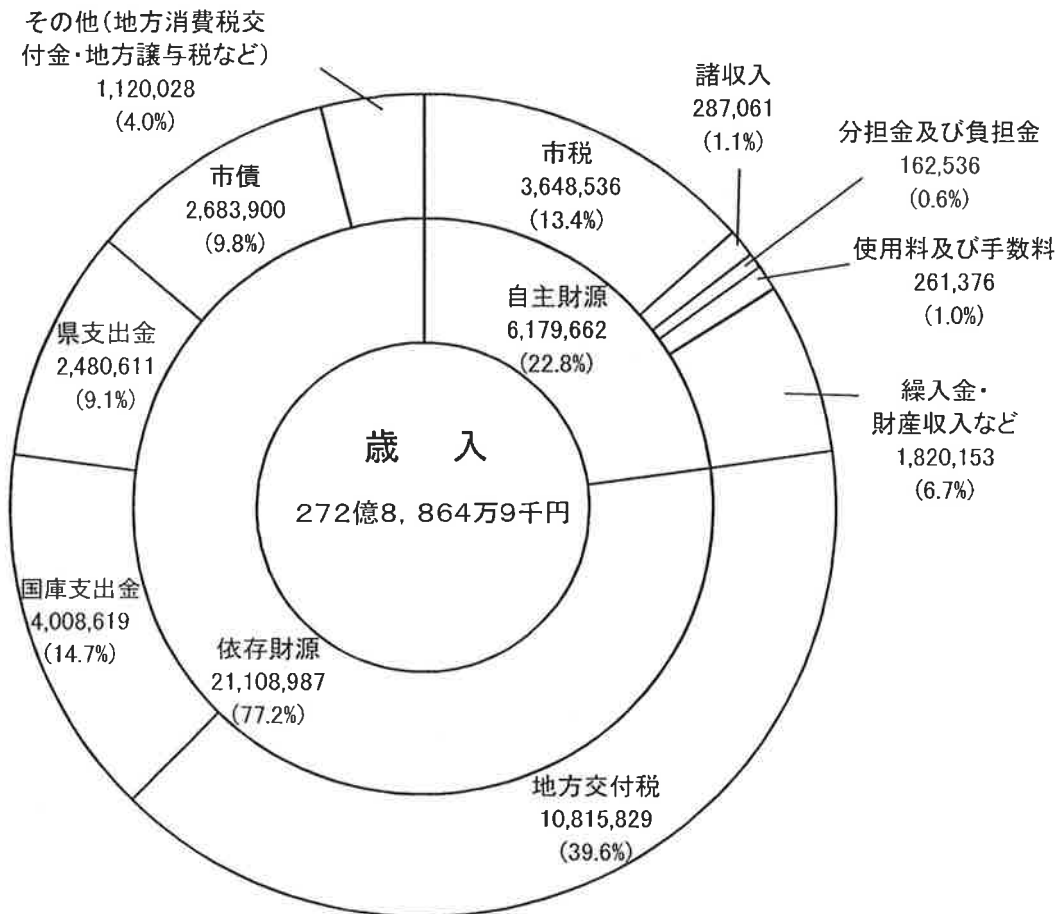 その他(地方消費税交
付金・地方譲与税など)
1,120,028
(4.0%)
諸収入
287,061
(1.1%)
分担金及び負担金
162,536
(0.6%)
使用料及び手数料
261,376
(1.0%)
繰入金・
財産収入など
1,820,153
(6.7%)
市税
3,648,536
(13.4%)
自主財源
6,179,662
(22.8%)
市債
2,683,900
(9.8%)
県支出金
2,480,611
(9.1%)
歳 入
272億8,864万9千円
国庫支出金
4,008,619
(14.7%)
依存財源
21,108,987
(77.2%)
地方交付税
10,815,829
(39.6%)